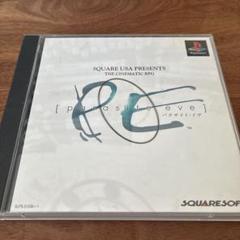 SQUARE USA PRESENTS
THE CINEMATIC RPG
[parasite eve]
パラサイト・イヴ
SQUARESOFT